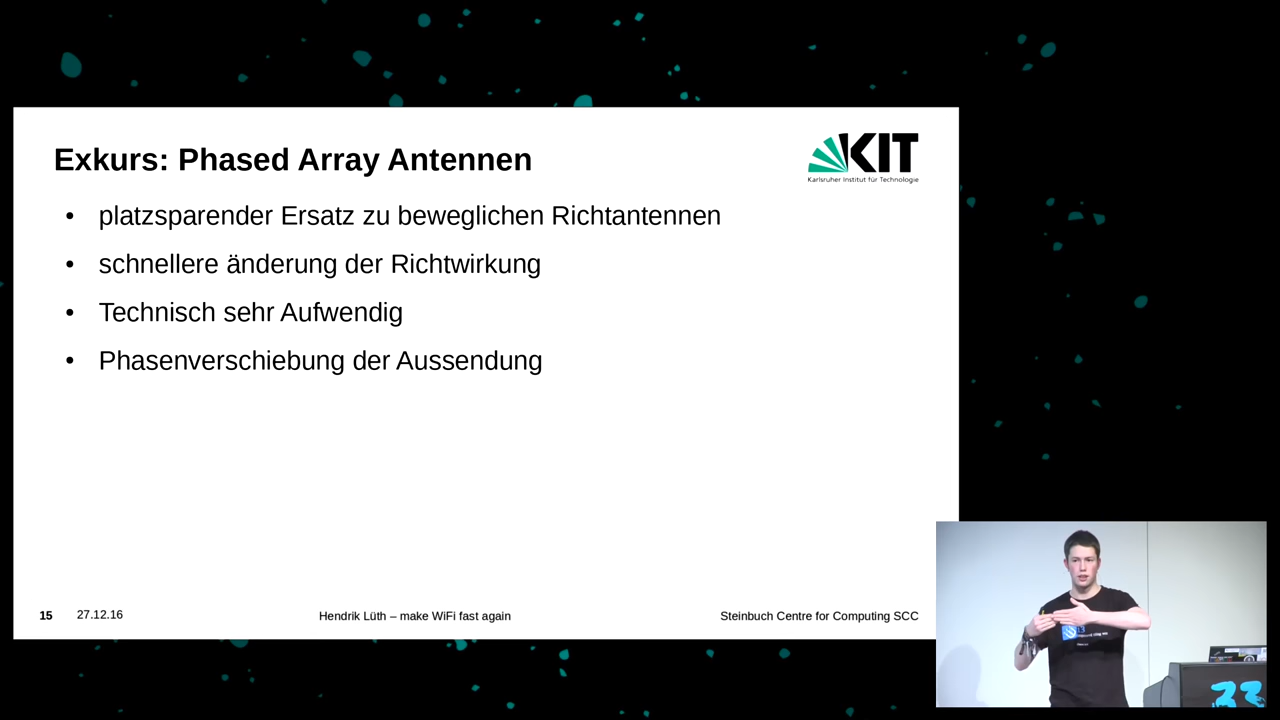 Exkurs: Phased Array Antennen
KIT
Karlsruher Institut für Technologie
• platzsparender Ersatz zu beweglichen Richtantennen
• schnellere änderung der Richtwirkung
• Technisch sehr Aufwendig
• Phasenverschiebung der Aussendung
15 27.12.16 Hendrik Lüth – make WiFi fast again Steinbuch Centre for Computing SCC
33